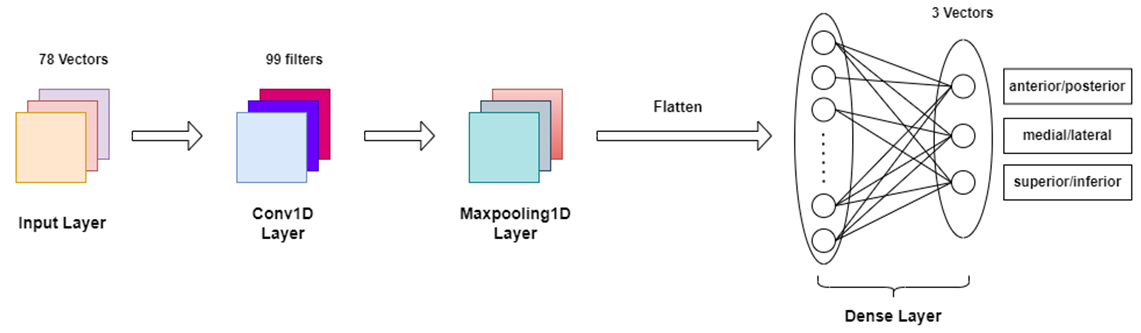 3 Vectors
78 Vectors
99 filters
Flatten
anterior/posterior
medial/lateral
superior/inferior
Input Layer
Conv1D
Layer
Maxpooling1D
Layer
Dense Layer